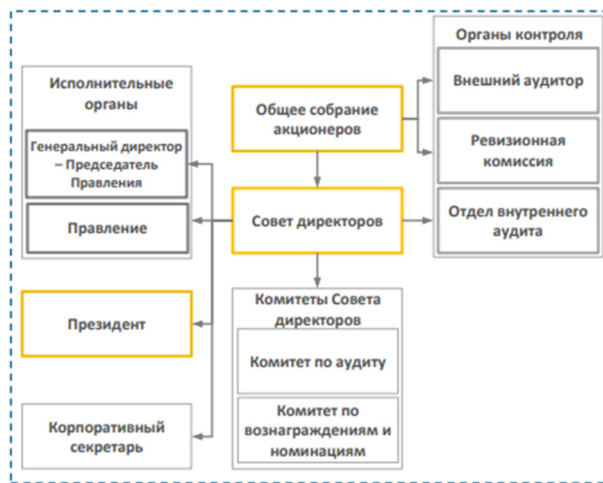 Органы контроля
Внешний аудитор
Ревизионная
комиссия
Отдел внутреннего
аудита
Исполнительные
органы
Генеральный директор
– Председатель
Правления
Правление
Общее собрание
акционеров
Совет директоров
Президент
Корпоративный
секретарь
Комитеты Совета
директоров
Комитет по аудиту
Комитет по
вознаграждениям и
номинациям